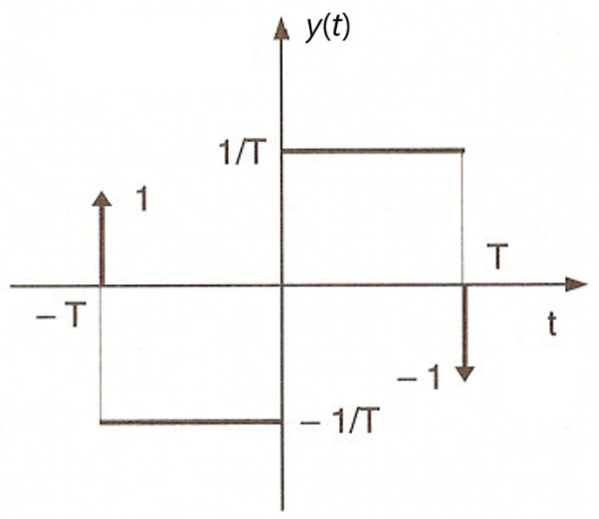 y(t)
1/T
1
T
– T
t
– 1
– 1/T